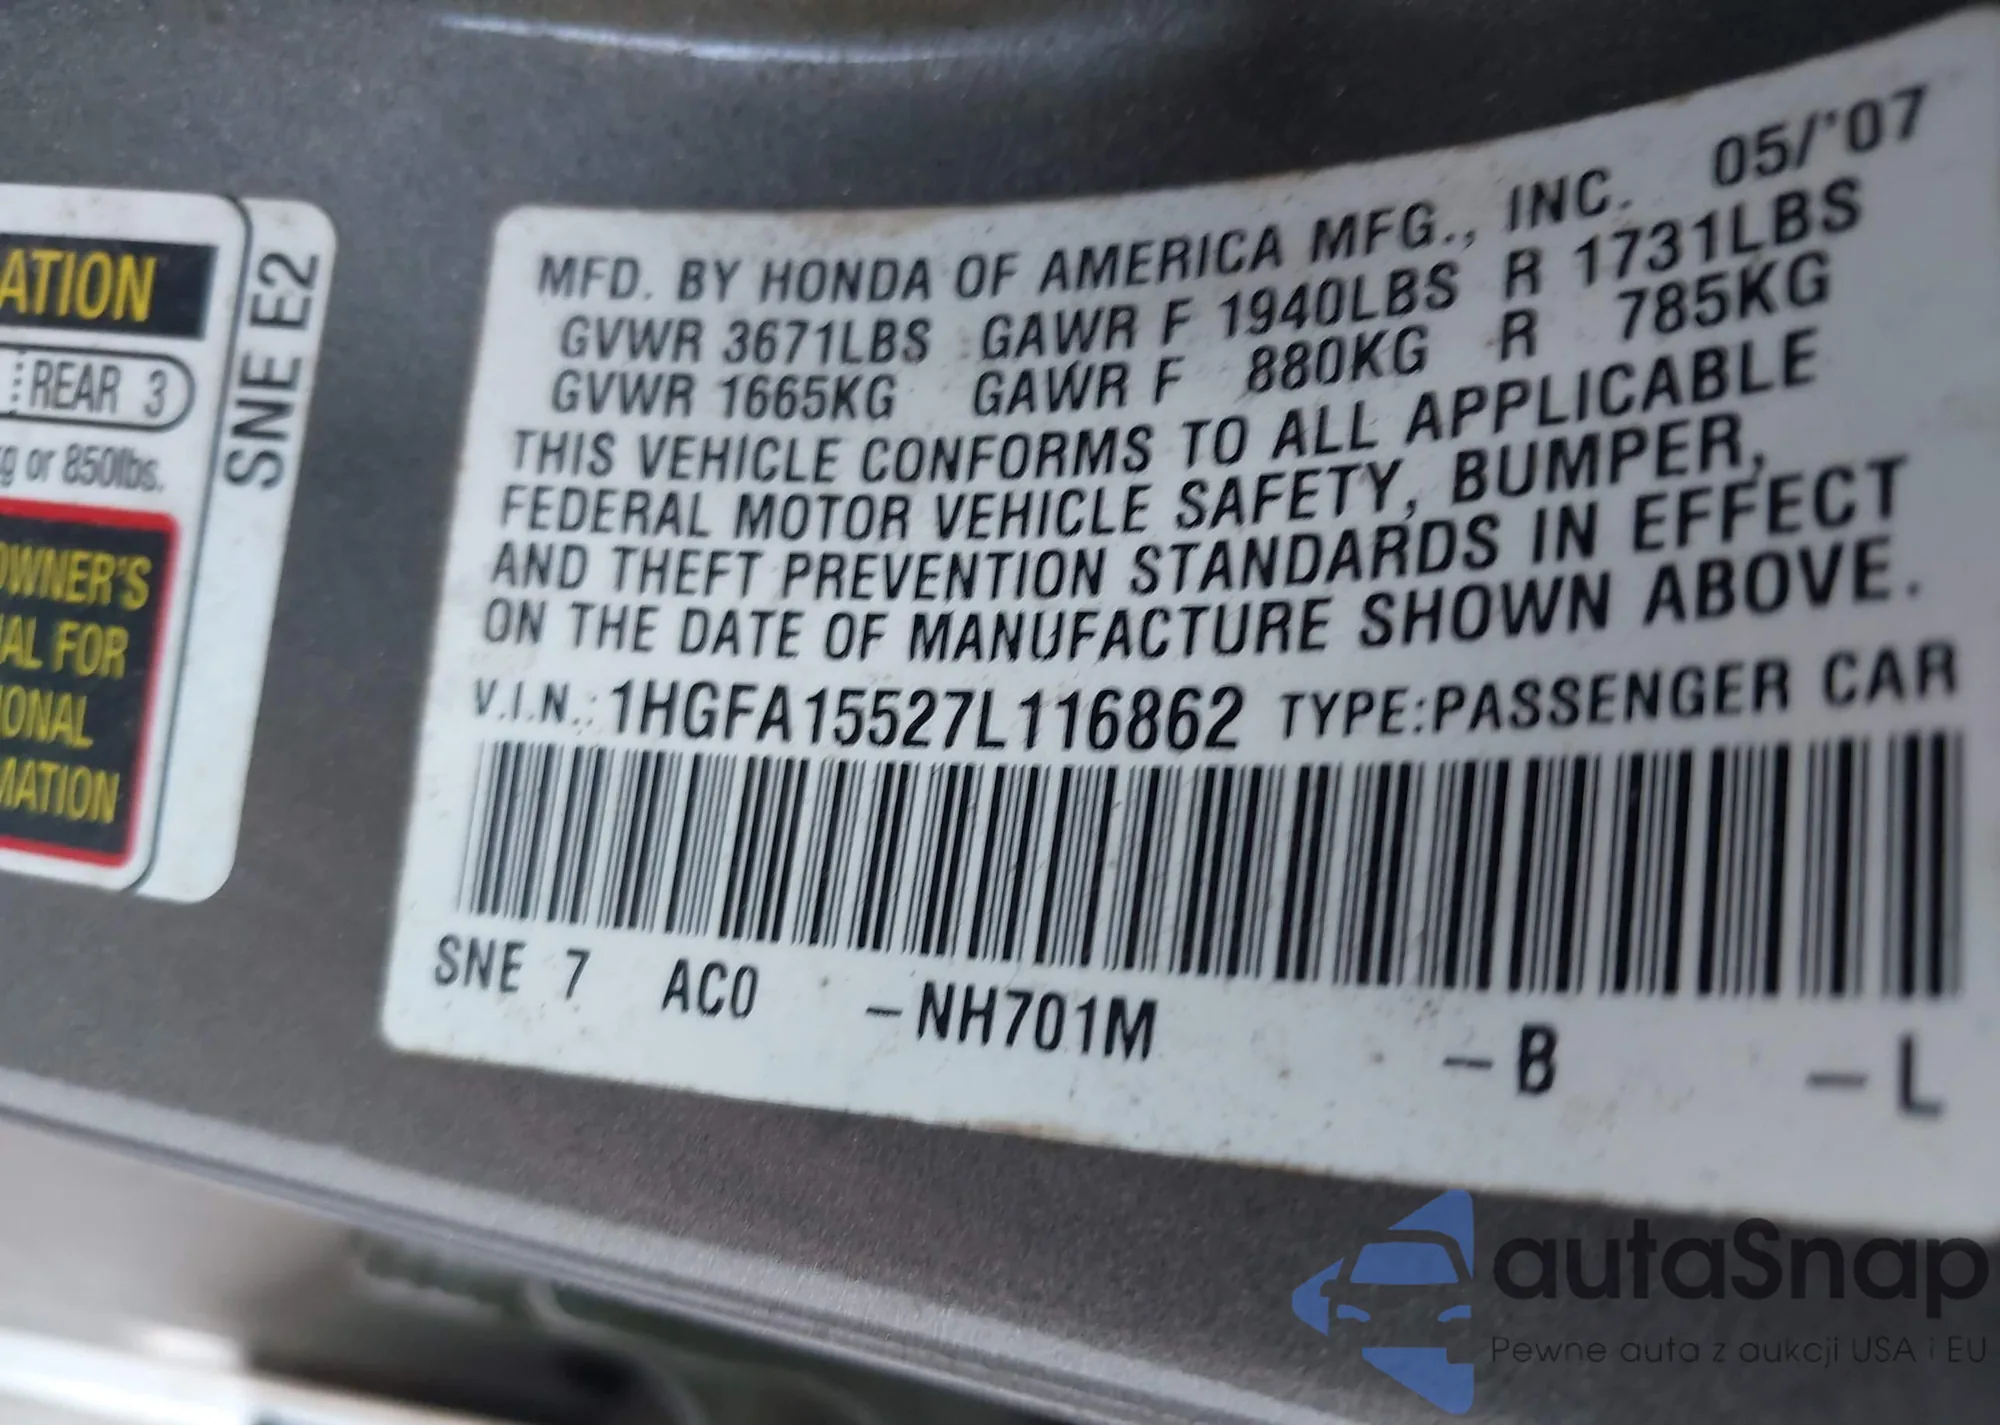 ATION
REAR 3
g or 850lbs.
OWNER'S
AL FOR
IONAL
MATION
SNE E2
MFD. BY HONDA OF AMERICA MFG., INC. 05/'07
GVWR 3671LBS GAWR F 1940LBS R 1731LBS
GVWR 1665KG GAWR F 880KG R 785KG
THIS VEHICLE CONFORMS TO ALL APPLICABLE
FEDERAL MOTOR VEHICLE SAFETY, BUMPER,
AND THEFT PREVENTION STANDARDS IN EFFECT
ON THE DATE OF MANUFACTURE SHOWN ABOVE.
V.I.N.: 1HGFA15527L116862 TYPE:PASSENGER CAR
SNE 7 AC0 -NH701M -B -L
autaSnap
Pewne auta z aukcji USA i EU